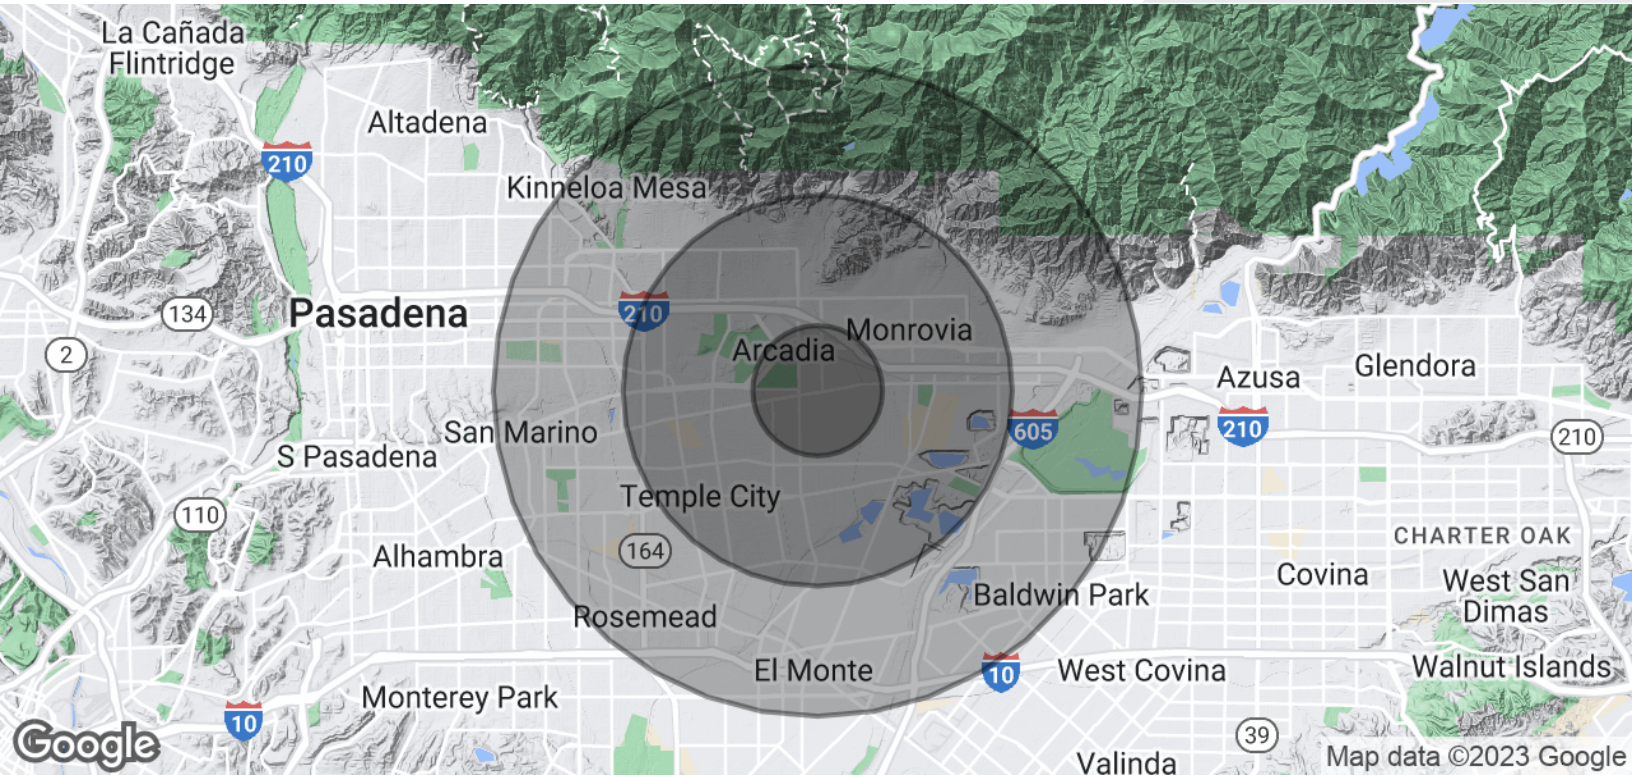 La Cañada
Flintridge
Altadena
210
Kinneloa Mesa
134
Pasadena
210
Monrovia
2
Arcadia
Glendora
Azusa
San Marino
605
210
210
S Pasadena
Temple City
110
CHARTER OAK
164
Alhambra
Covina
West San
Dimas
Baldwin Park
Rosemead
El Monte
10
West Covina
Walnut Islands
Monterey Park
10
39
Google
Valinda
Map data ©2023 Google